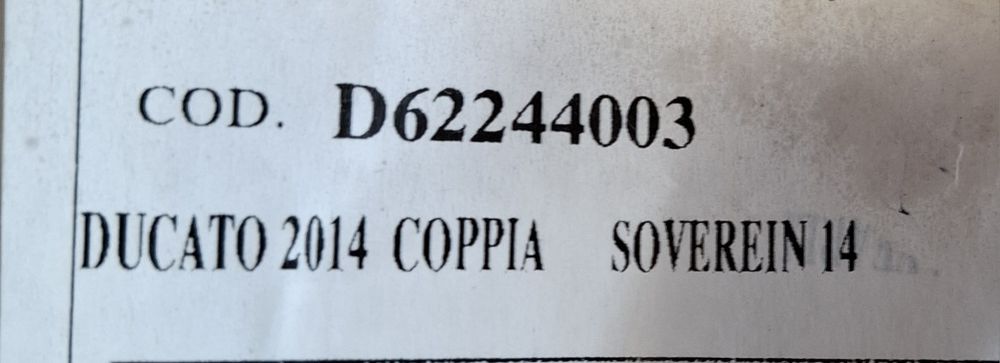 COD. D62244003
DUCATO 2014 COPPIA SOVEREIN 14